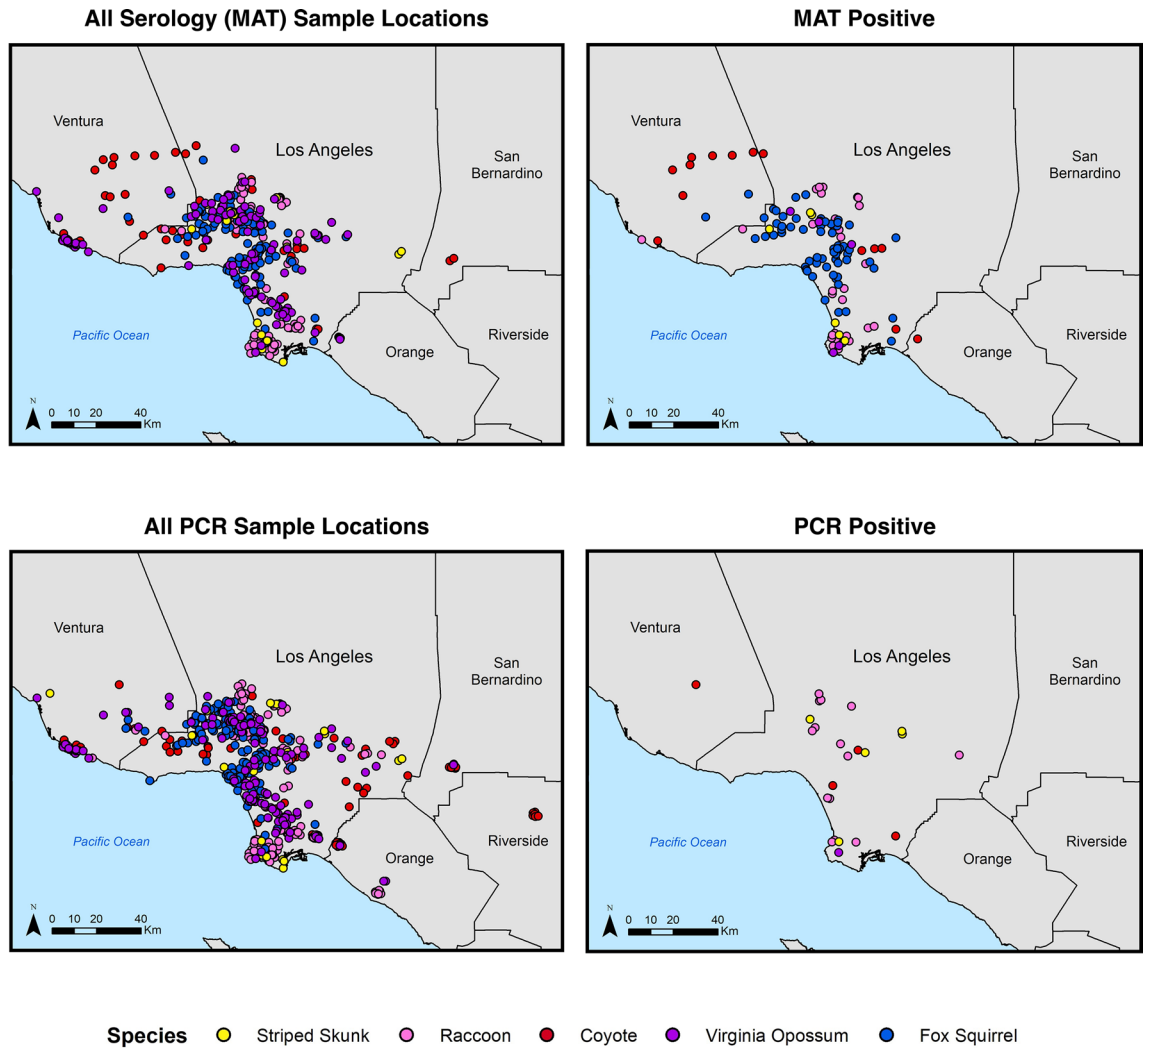 All Serology (MAT) Sample Locations
MAT Positive
Ventura
Los Angeles
San
Bernardino
Pacific Ocean
Riverside
Orange
N
0 10 20 40
Km
Ventura
Los Angeles
San
Bernardino
Pacific Ocean
Riverside
Orange
N
0 10 20 40
Km
All PCR Sample Locations
PCR Positive
Ventura
Los Angeles
San
Bernardino
Pacific Ocean
Riverside
Orange
N
0 10 20 40
Km
Ventura
Los Angeles
San
Bernardino
Pacific Ocean
Riverside
Orange
N
0 10 20 40
Km
Species Striped Skunk Raccoon Coyote Virginia Opossum Fox Squirrel